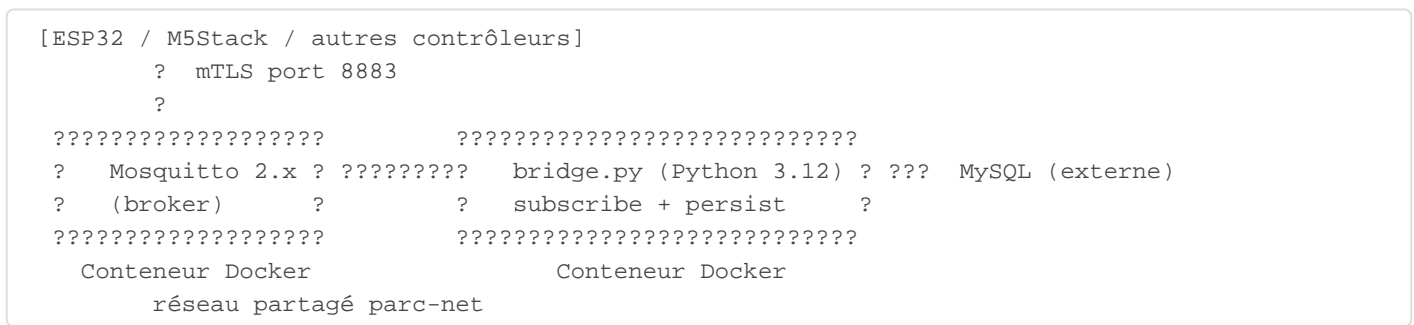 [ESP32 / M5Stack / autres contrôleurs]
? mTLS port 8883
?
??????????????????? ????????????????????????????
? Mosquitto 2.x ? ????????? bridge.py (Python 3.12) ? ??? MySQL (externe)
? (broker) ? ? subscribe + persist ?
??????????????????? ????????????????????????????
Conteneur Docker Conteneur Docker
réseau partagé parc-net